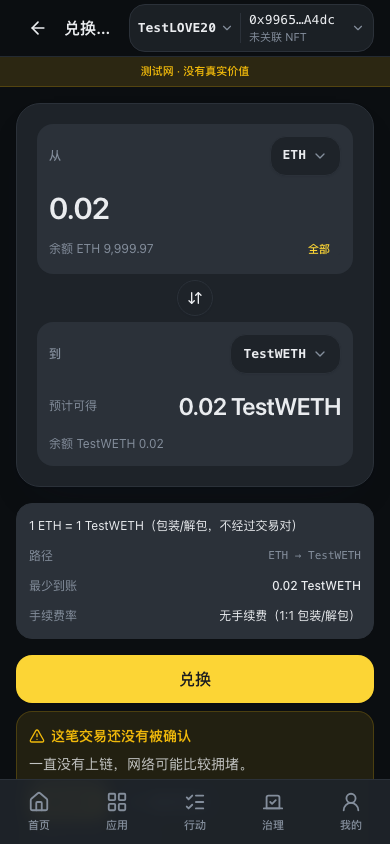 兑换...
TestLOVE20
0x9965…A4dc
未关联 NFT
测试网 · 没有真实价值
从
ETH
0.02
余额 ETH 9,999.97
全部
到
TestWETH
预计可得
0.02 TestWETH
余额 TestWETH 0.02
1 ETH = 1 TestWETH（包装/解包，不经过交易对）
路径
ETH → TestWETH
最少到账
0.02 TestWETH
手续费率
无手续费（1:1 包装/解包）
兑换
这笔交易还没有被确认
一直没有上链，网络可能比较拥堵。
首页
应用
行动
治理
我的